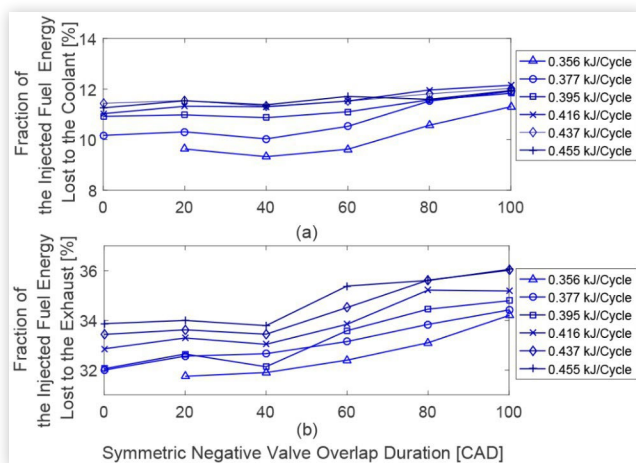 Fraction of
the Injected Fuel Energy
Lost to the Coolant [%]
14
12
10
8
0 20 40 60 80 100
(a)
0.356 kJ/Cycle
0.377 kJ/Cycle
0.395 kJ/Cycle
0.416 kJ/Cycle
0.437 kJ/Cycle
0.455 kJ/Cycle
Fraction of
the Injected Fuel Energy
Lost to the Exhaust [%]
36
34
32
0 20 40 60 80 100
(b)
0.356 kJ/Cycle
0.377 kJ/Cycle
0.395 kJ/Cycle
0.416 kJ/Cycle
0.437 kJ/Cycle
0.455 kJ/Cycle
Symmetric Negative Valve Overlap Duration [CAD]